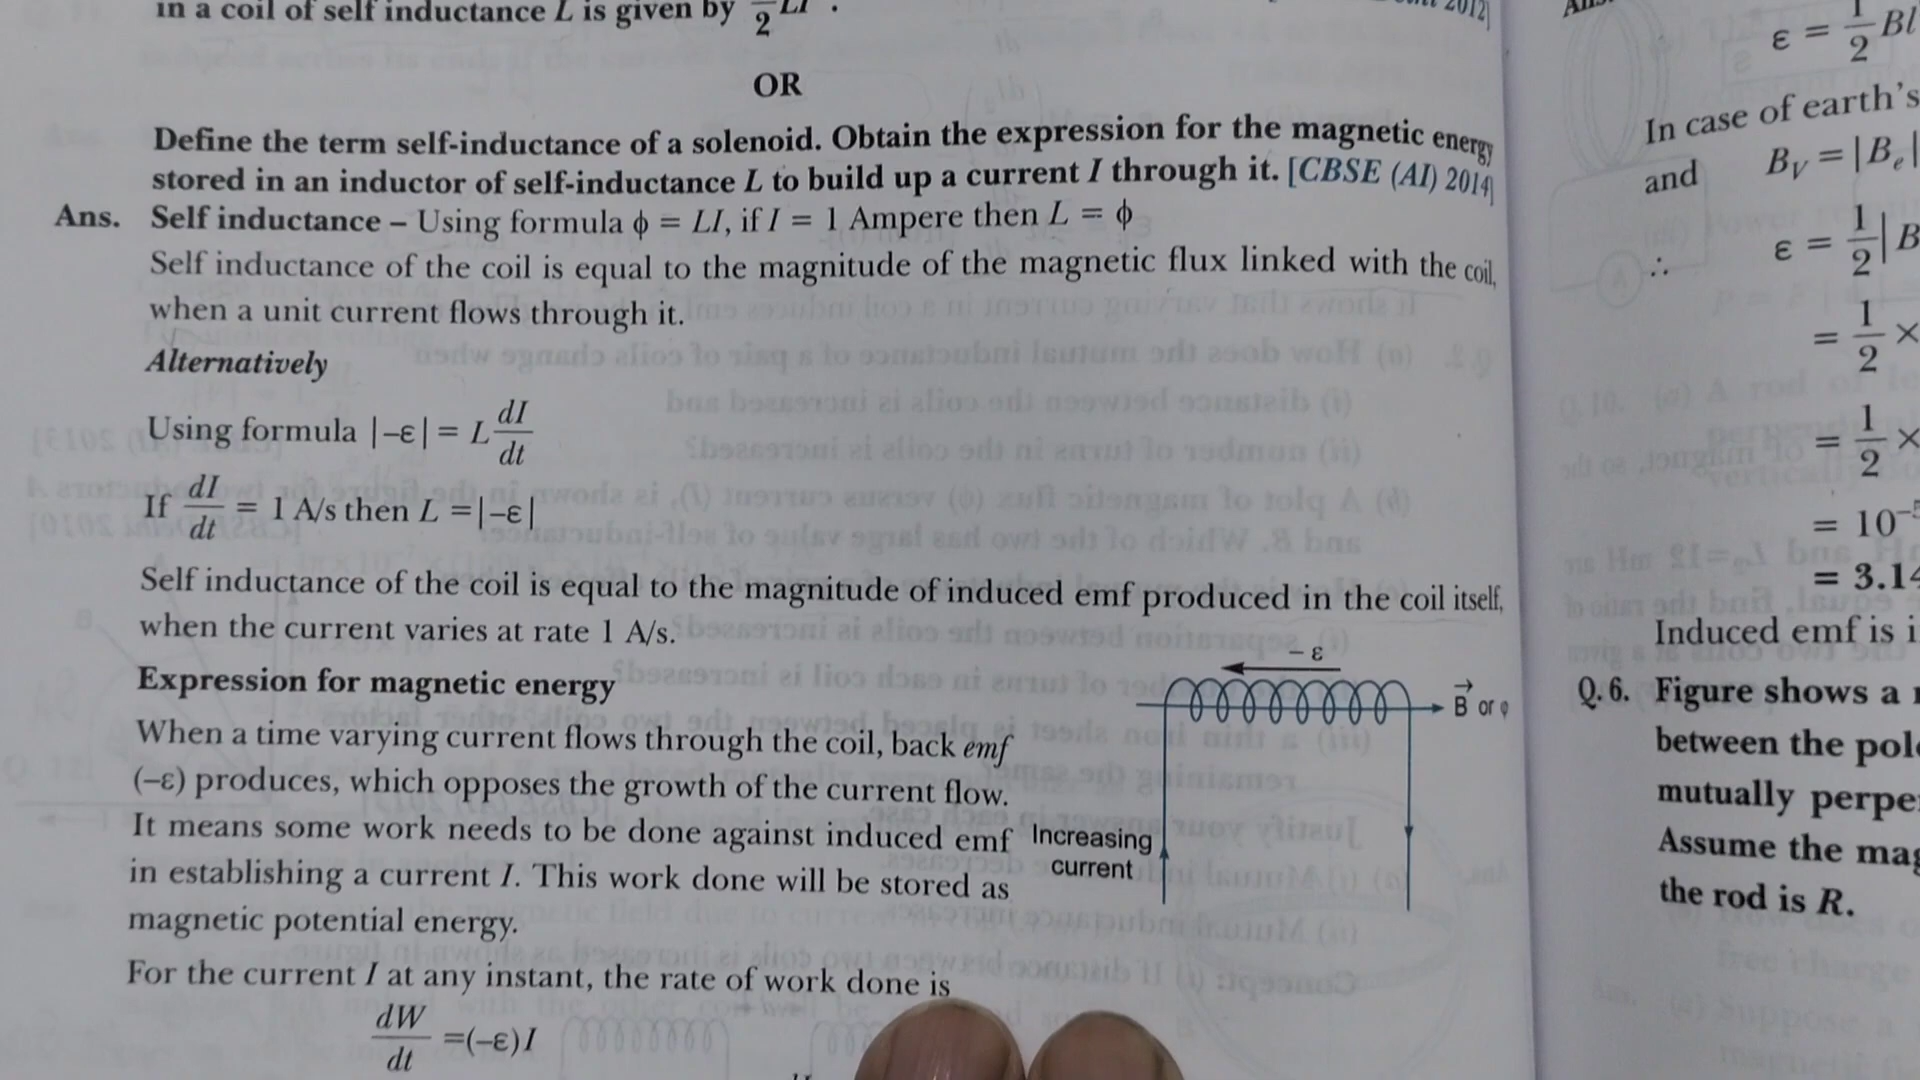 in a coil of self inductance L is given by 1/2 LI² .
2012]
OR
Define the term self-inductance of a solenoid. Obtain the expression for the magnetic energy
stored in an inductor of self-inductance L to build up a current I through it. [CBSE (AI) 2014]
Ans. Self inductance – Using formula ϕ = LI, if I = 1 Ampere then L = ϕ
Self inductance of the coil is equal to the magnitude of the magnetic flux linked with the coil,
when a unit current flows through it.
Alternatively
Using formula |–ε| = L dI/dt
If dI/dt = 1 A/s then L = |–ε|
Self inductance of the coil is equal to the magnitude of induced emf produced in the coil itself,
when the current varies at rate 1 A/s.
Expression for magnetic energy
When a time varying current flows through the coil, back emf
(–ε) produces, which opposes the growth of the current flow.
It means some work needs to be done against induced emf
in establishing a current I. This work done will be stored as
magnetic potential energy.
For the current I at any instant, the rate of work done is
dW/dt =(–ε) I
– ε
B⃗ or φ
Increasing
current
ε = 1/2 Bl
In case of earth's
and B_V = |B_e|
∴ ε = 1/2 | B
= 1/2 ×
= 1/2 ×
= 10⁻⁵
= 3.14
Induced emf is i
Q. 6. Figure shows a
between the pol
mutually perpe
Assume the mag
the rod is R.